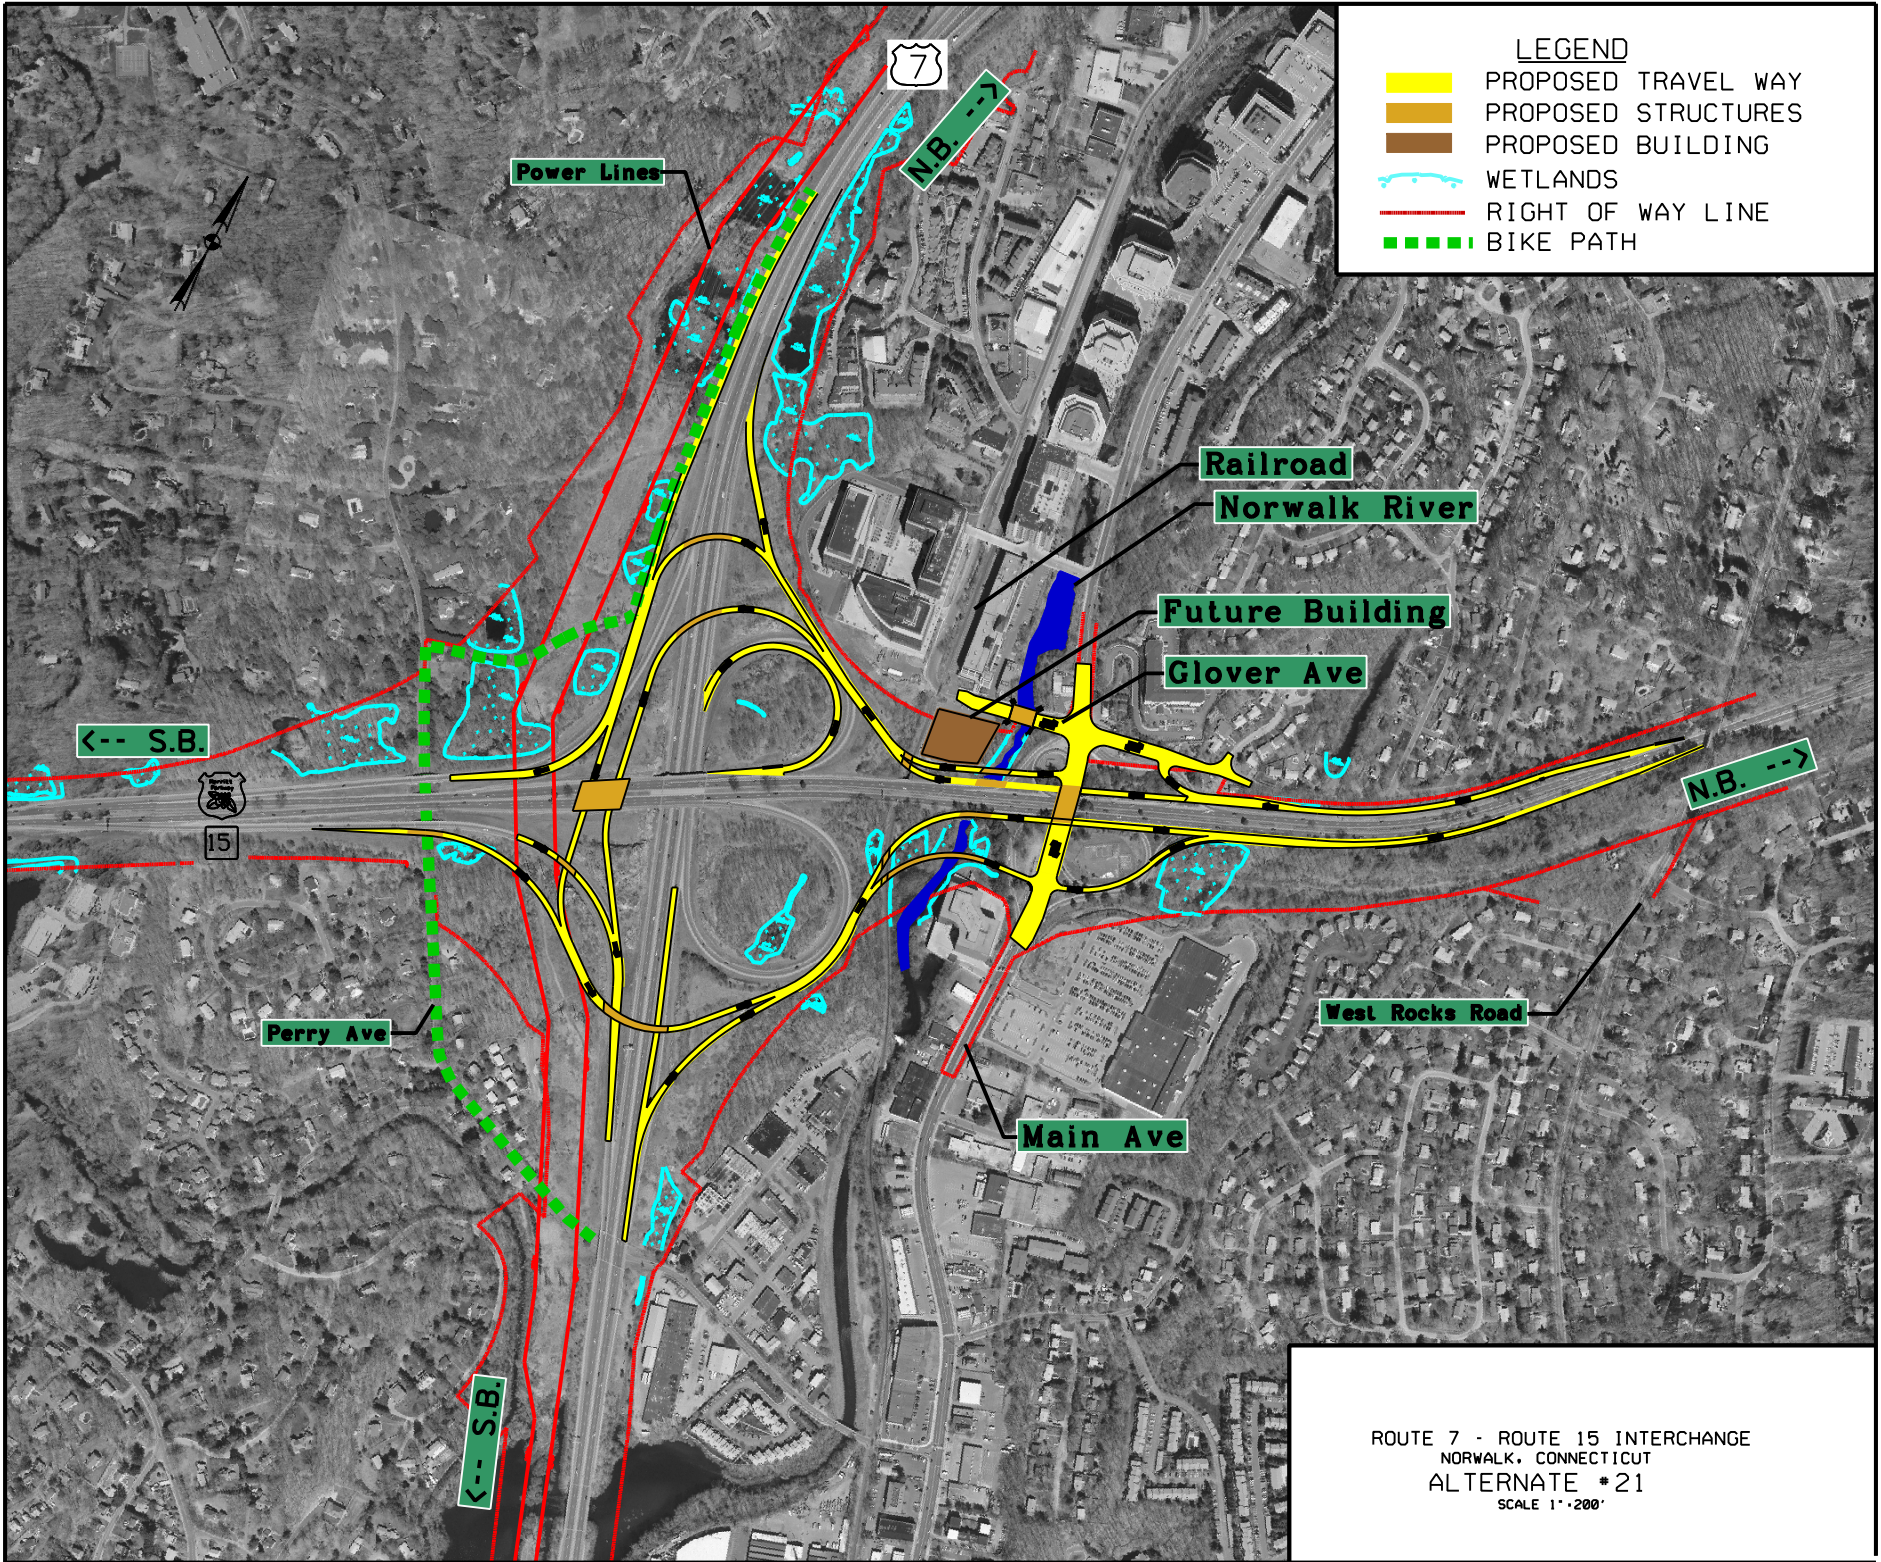 LEGEND
PROPOSED TRAVEL WAY
PROPOSED STRUCTURES
PROPOSED BUILDING
WETLANDS
RIGHT OF WAY LINE
BIKE PATH
7
N.B. -->
Power Lines
Railroad
Norwalk River
Future Building
Glover Ave
<-- S.B.
15
N.B. -->
West Rocks Road
Perry Ave
Main Ave
<-- S.B.
ROUTE 7 - ROUTE 15 INTERCHANGE
NORWALK, CONNECTICUT
ALTERNATE #21
SCALE 1"=200'